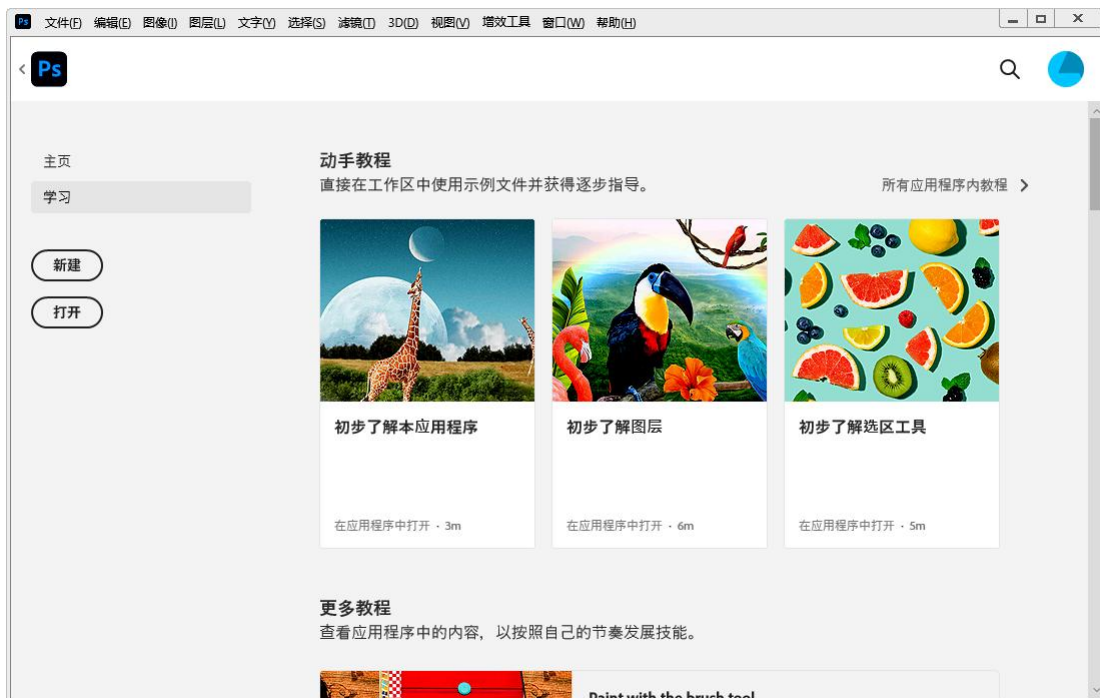 Ps 文件(F) 编辑(E) 图像(I) 图层(L) 文字(Y) 选择(S) 滤镜(T) 3D(D) 视图(V) 增效工具 窗口(W) 帮助(H)
Ps
主页
学习
新建
打开
动手教程
直接在工作区中使用示例文件并获得逐步指导。
所有应用程序内教程
初步了解本应用程序
在应用程序中打开 · 3m
初步了解图层
在应用程序中打开 · 6m
初步了解选区工具
在应用程序中打开 · 5m
更多教程
查看应用程序中的内容，以按照自己的节奏发展技能。
Paint with the brush tool